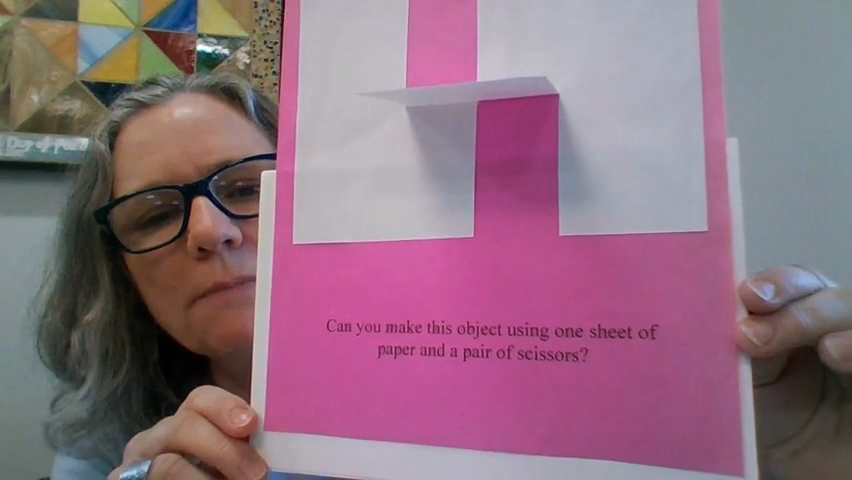 Can you make this object using one sheet of
paper and a pair of scissors?